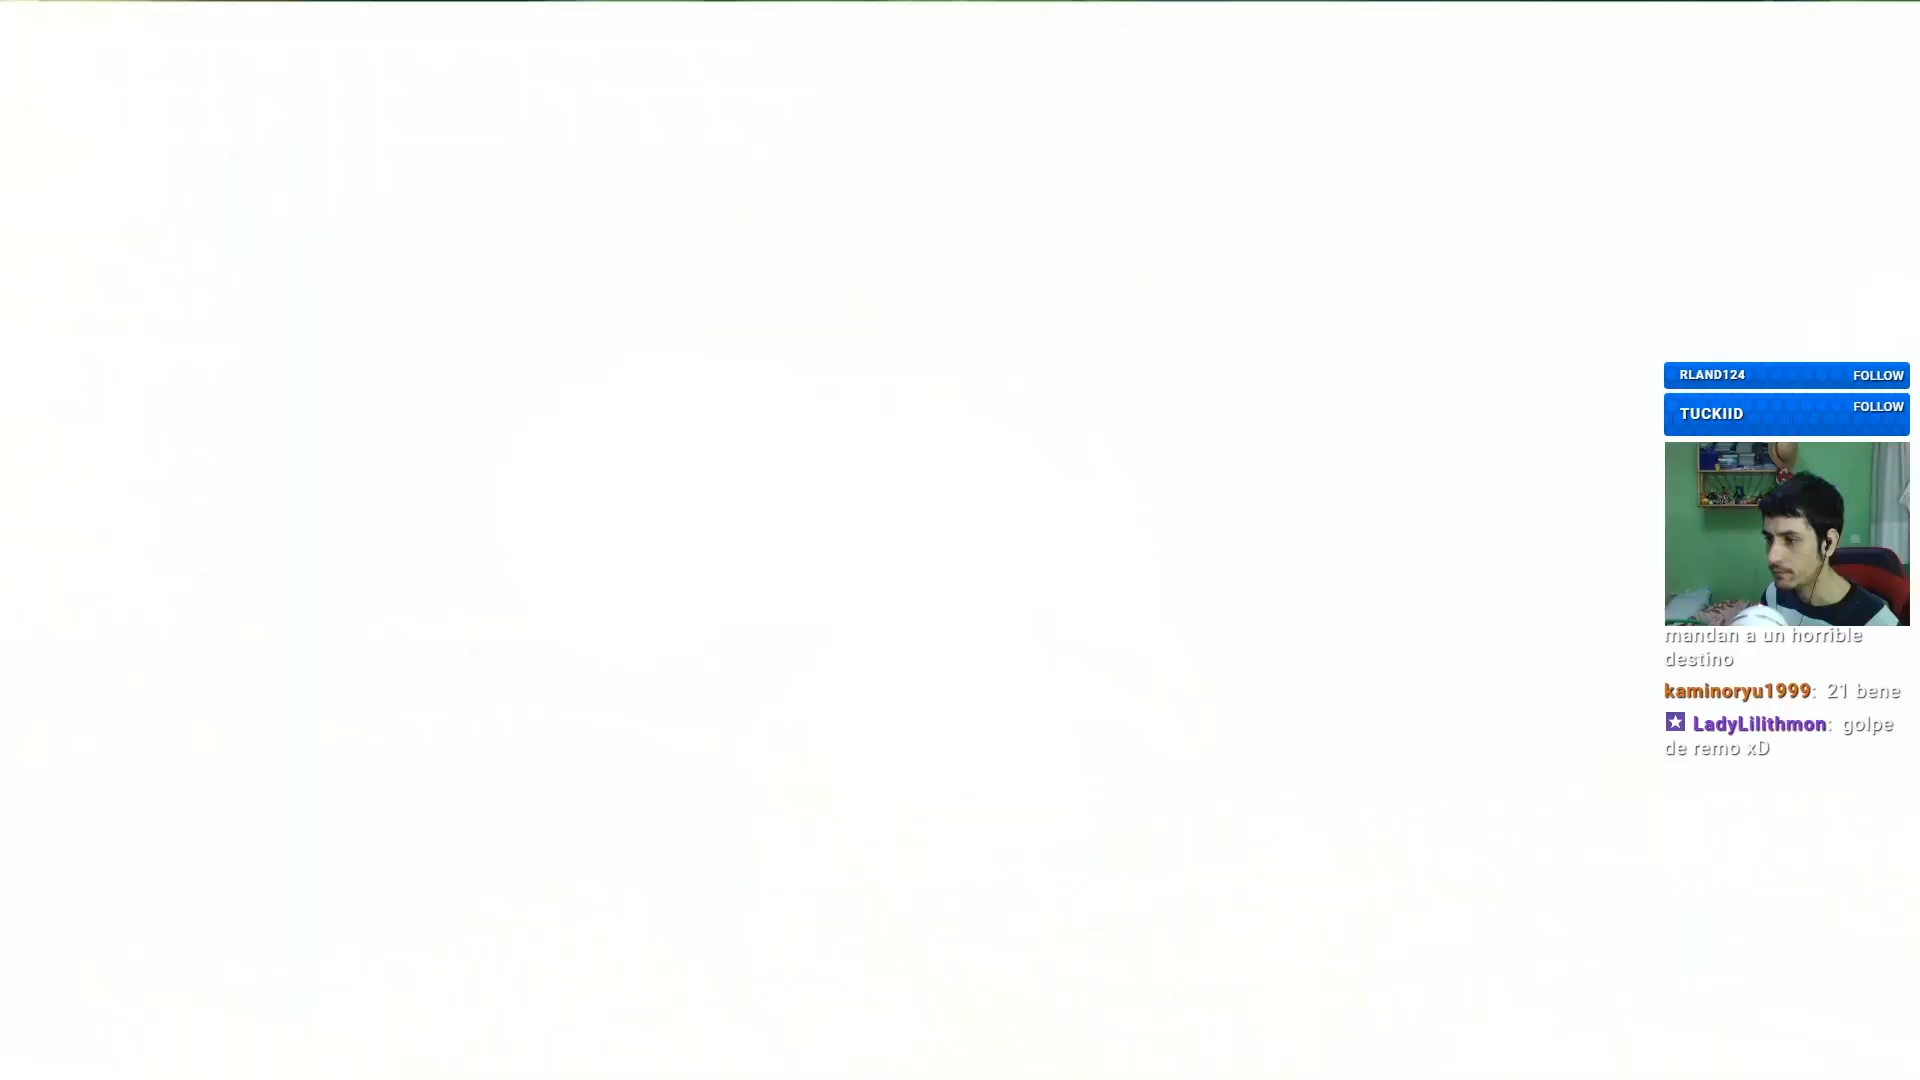 RLAND124 FOLLOW
TUCKIID FOLLOW
mandan a un horrible
destino
kaminoryu1999: 21 bene
LadyLilithmon: golpe
de remo xD